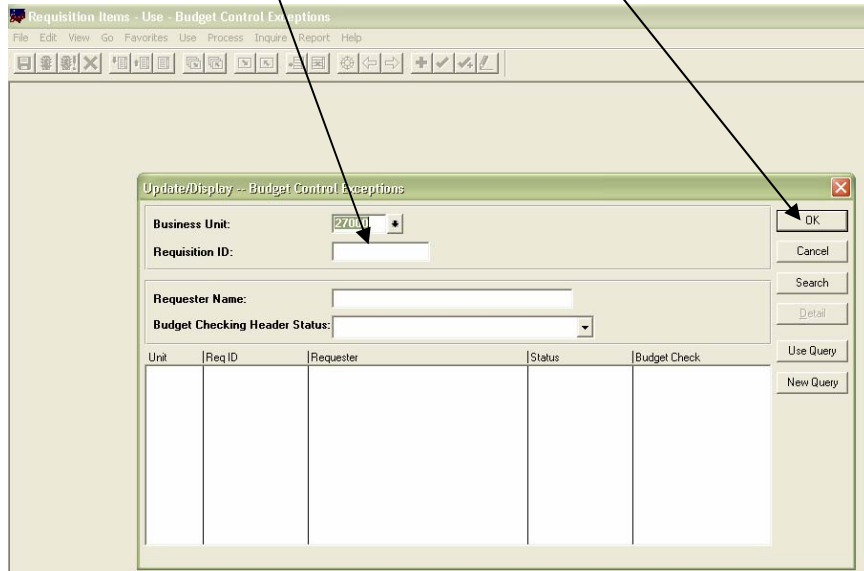 Requisition Items - Use - Budget Control Exceptions
File Edit View Go Favorites Use Process Inquire Report Help
Update/Display -- Budget Control Exceptions
Business Unit: 27000
OK
Requisition ID:
Cancel
Search
Requester Name:
Detail
Budget Checking Header Status:
Use Query
Unit Req ID Requester Status Budget Check
New Query